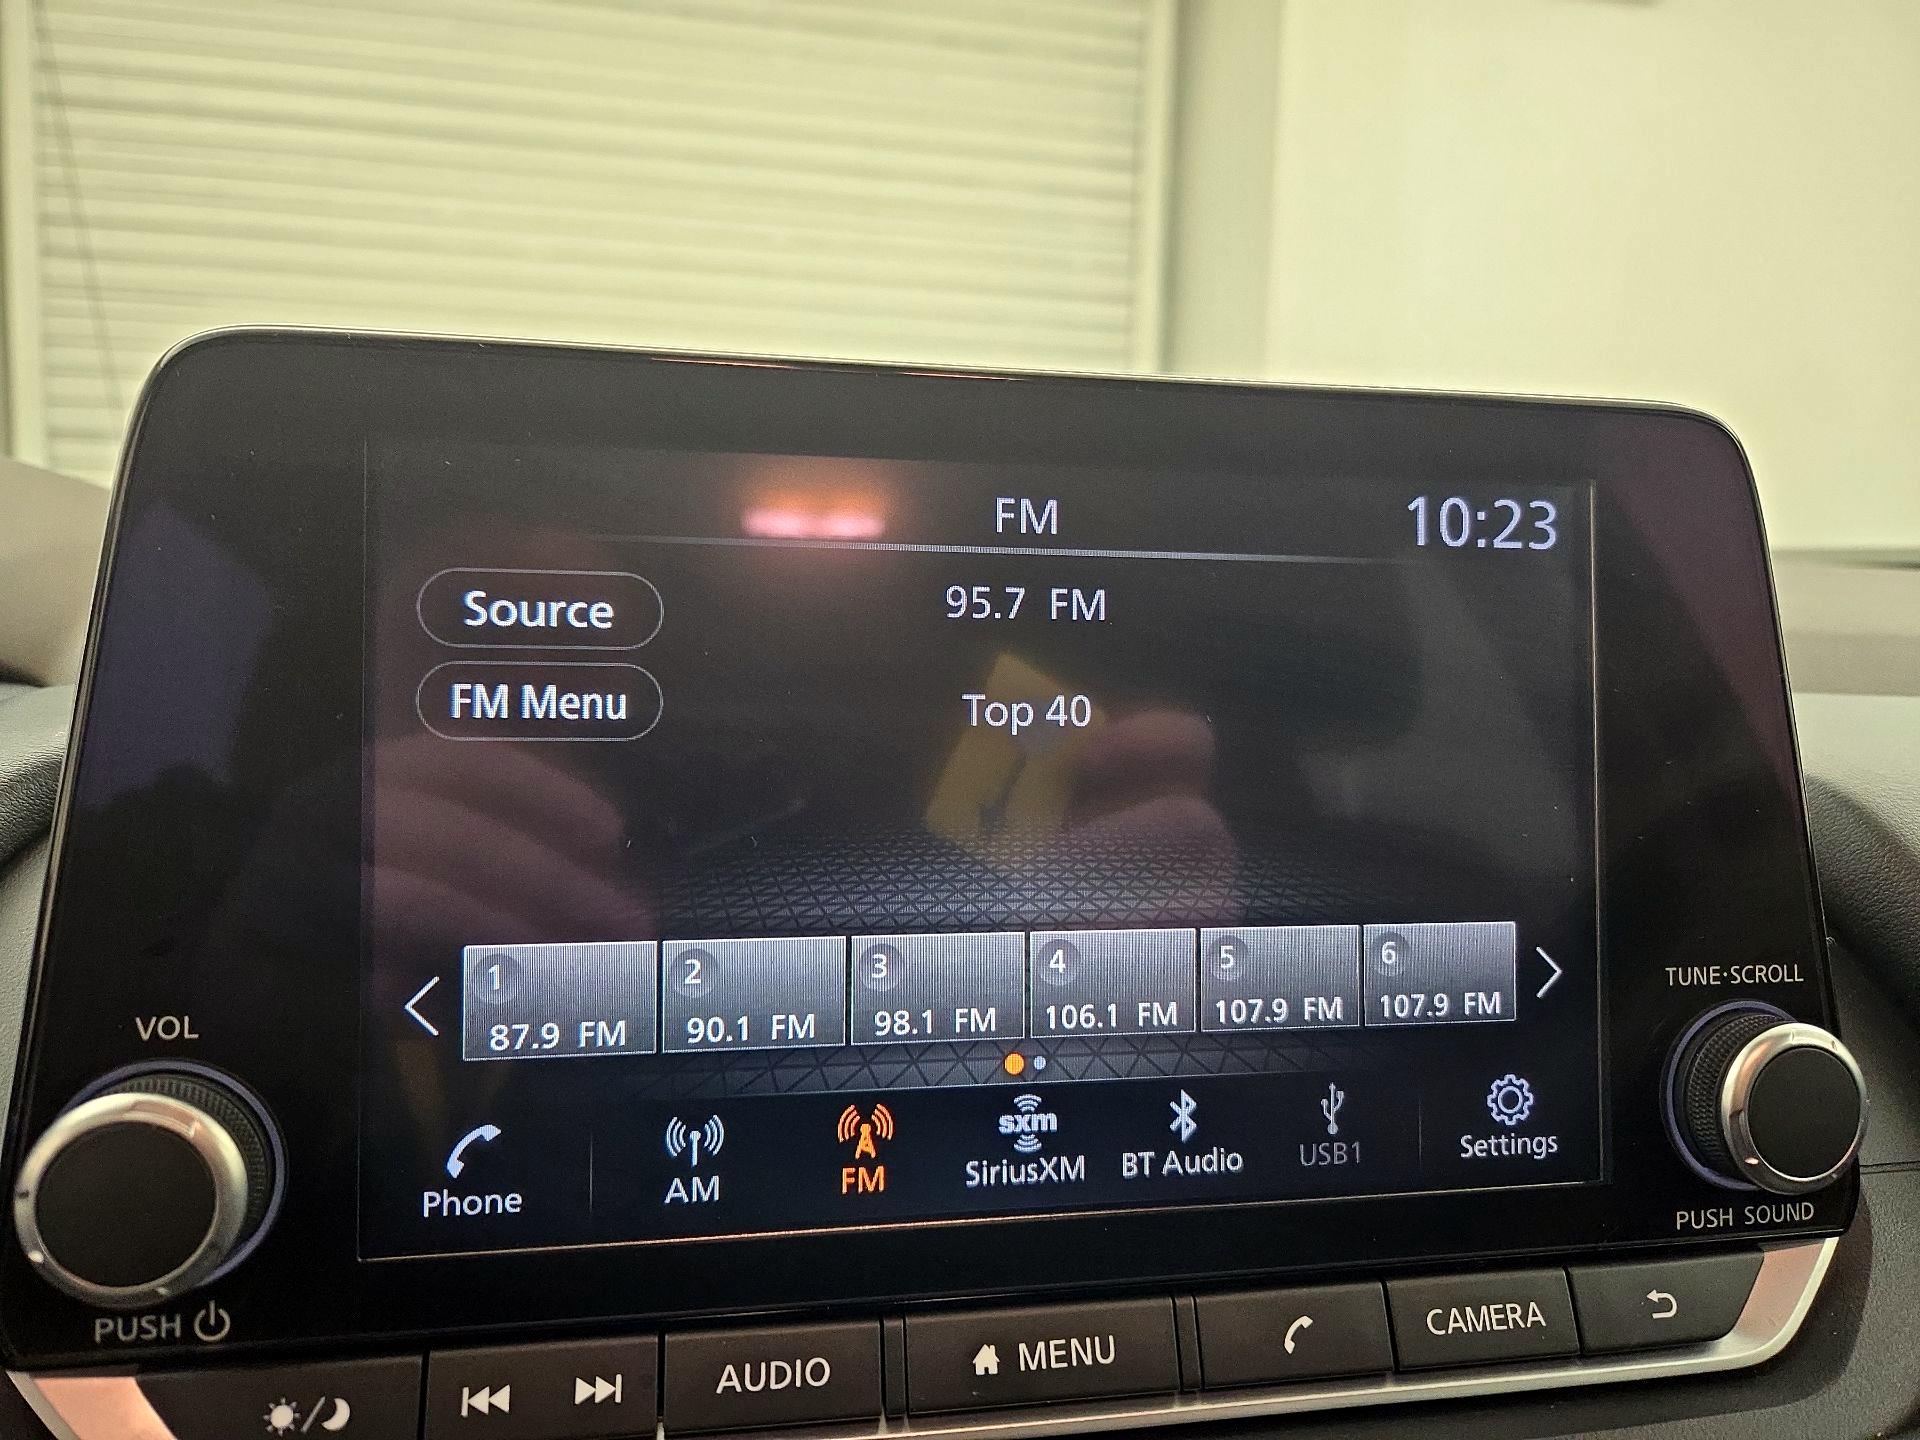 FM
10:23
Source
95.7 FM
FM Menu
Top 40
1
2
3
4
5
6
87.9 FM
90.1 FM
98.1 FM
106.1 FM
107.9 FM
107.9 FM
Phone
AM
FM
sxm
SiriusXM
BT Audio
USB1
Settings
VOL
PUSH
TUNE·SCROLL
PUSH SOUND
AUDIO
MENU
CAMERA